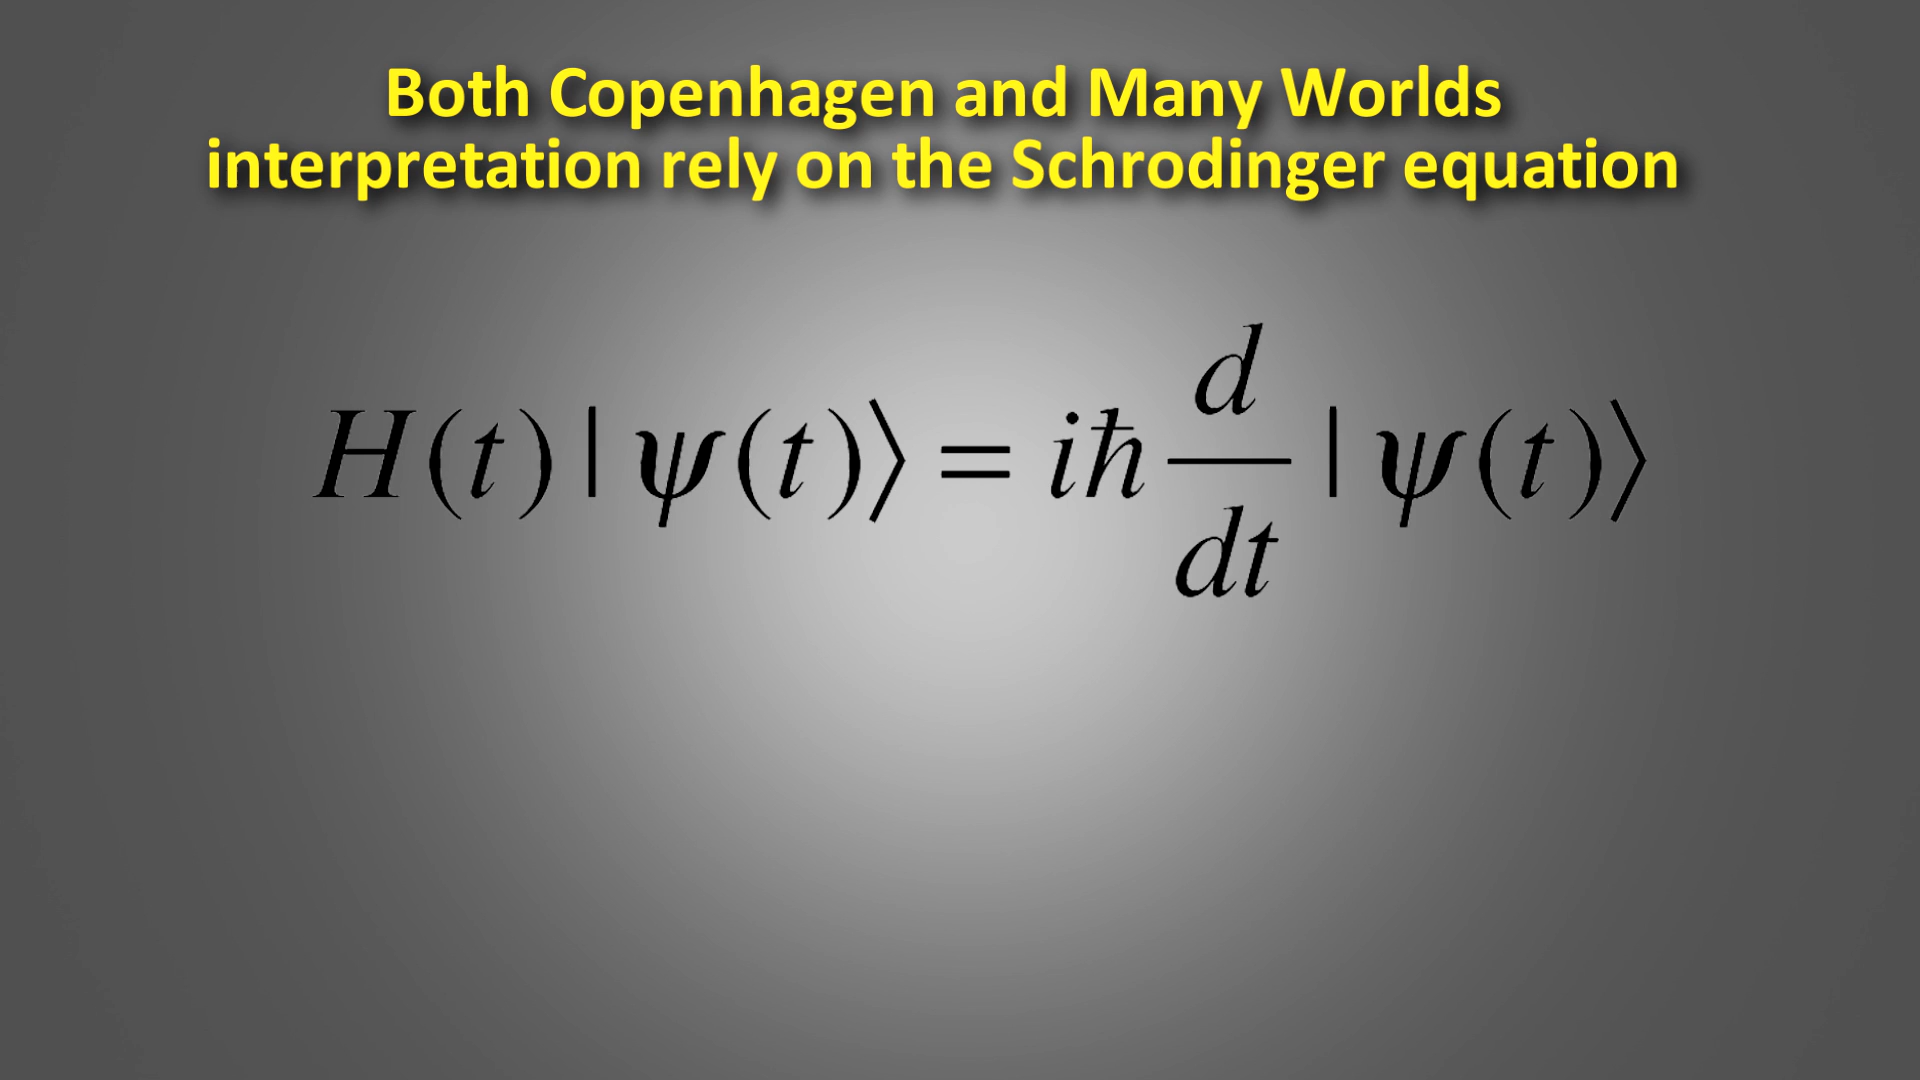 Both Copenhagen and Many Worlds
interpretation rely on the Schrodinger equation
H(t) | ψ(t)⟩ = iℏ d/dt | ψ(t)⟩